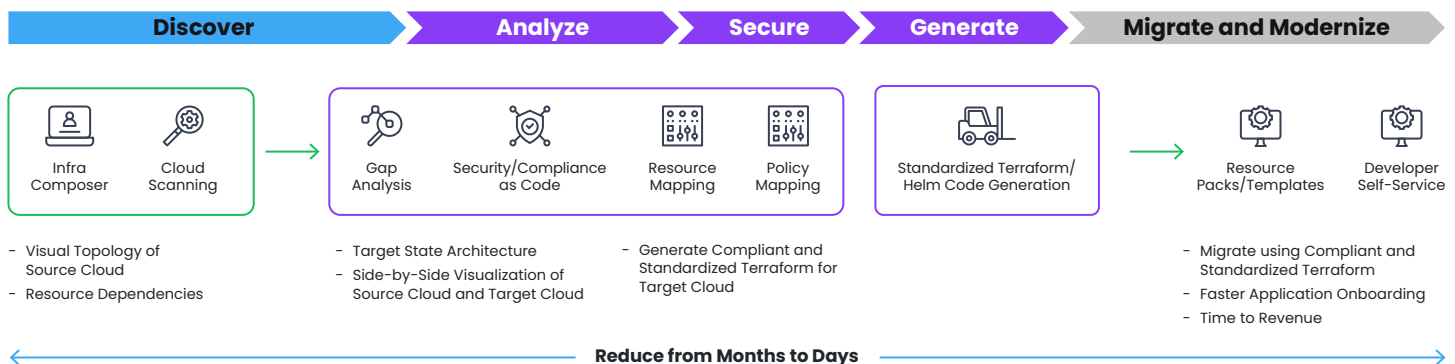 Discover
Analyze
Secure
Generate
Migrate and Modernize
Infra
Composer
Cloud
Scanning
Gap
Analysis
Security/Compliance
as Code
Resource
Mapping
Policy
Mapping
Standardized Terraform/
Helm Code Generation
Resource
Packs/Templates
Developer
Self-Service
- Visual Topology of
Source Cloud
- Resource Dependencies
- Target State Architecture
- Side-by-Side Visualization of
Source Cloud and Target Cloud
- Generate Compliant and
Standardized Terraform for
Target Cloud
- Migrate using Compliant and
Standardized Terraform
- Faster Application Onboarding
- Time to Revenue
Reduce from Months to Days